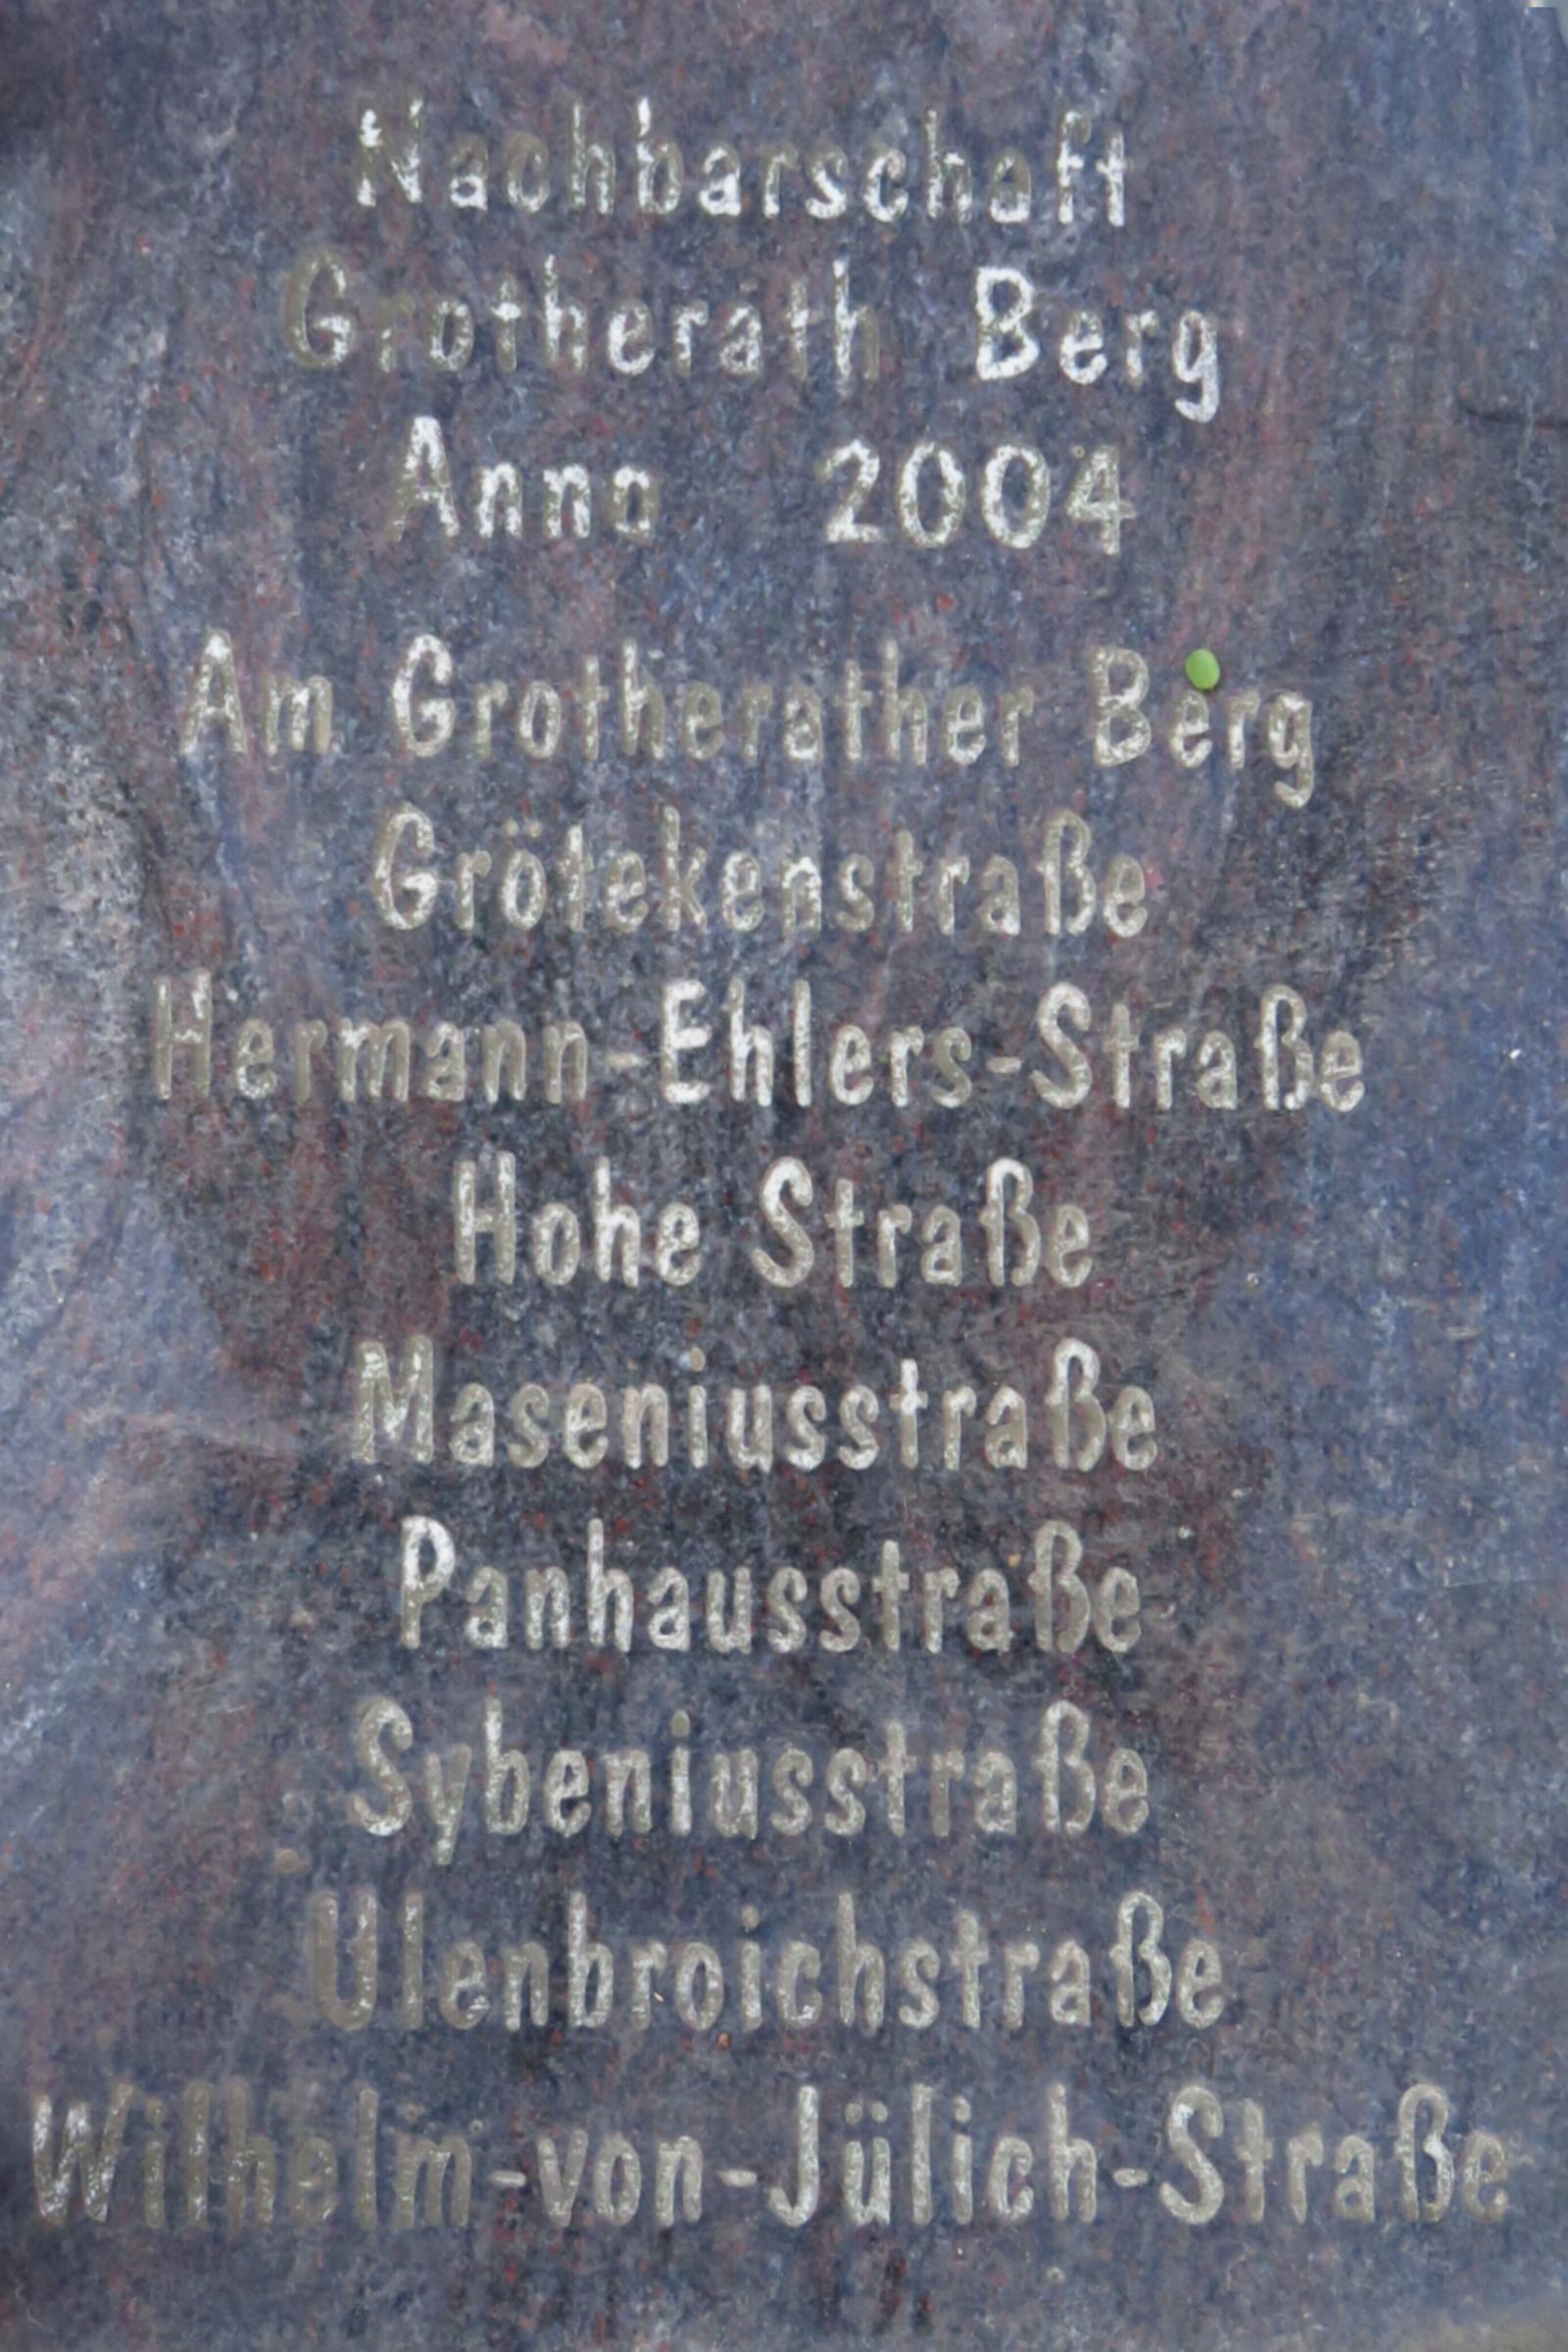 Nachbarschaft
Grotherath Berg
Anno 2004
Am Grotherather Berg
Grötekenstraße
Hermann-Ehlers-Straße
Hohe Straße
Maseniusstraße
Panhausstraße
Sybeniusstraße
Ulenbroichstraße
Wilhelm-von-Jülich-Straße